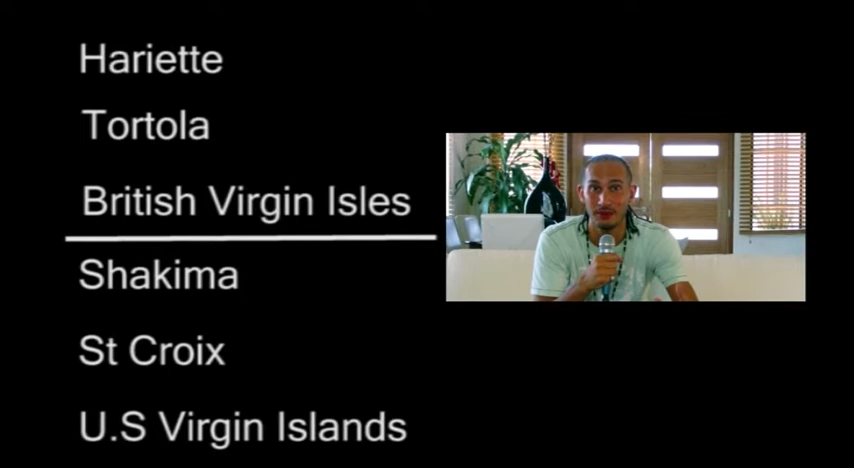 Hariette
Tortola
British Virgin Isles
Shakima
St Croix
U.S Virgin Islands